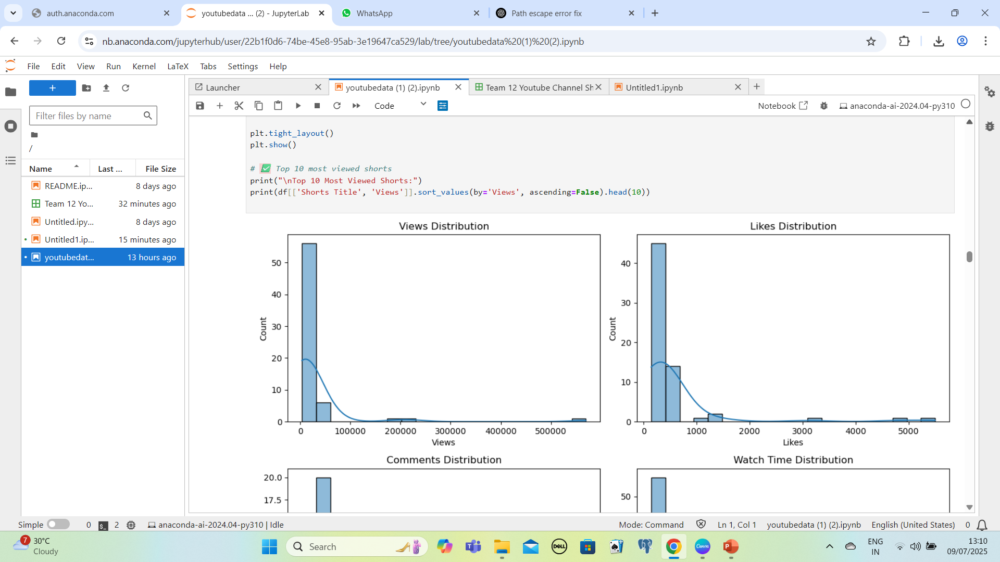 auth.anaconda.com
youtubedata ... (2) - JupyterLab
WhatsApp
Path escape error fix
nb.anaconda.com/jupyterhub/user/22b1f0d6-74be-45e8-95ab-3e19647ca529/lab/tree/youtubedata%20(1)%20(2).ipynb
File Edit View Run Kernel LaTeX Tabs Settings Help
Launcher
youtubedata (1) (2).ipynb
Team 12 Youtube Channel Sh
Untitled1.ipynb
Code
Notebook
anaconda-ai-2024.04-py310
Filter files by name
/
Name Last ... File Size
README.ip... 8 days ago
Team 12 Yo... 32 minutes ago
Untitled.ipy... 8 days ago
Untitled1.ip... 15 minutes ago
youtubedat... 13 hours ago
plt.tight_layout()
plt.show()
# ✅ Top 10 most viewed shorts
print("\nTop 10 Most Viewed Shorts:")
print(df[['Shorts Title', 'Views']].sort_values(by='Views', ascending=False).head(10))
Views Distribution
50
40
30
20
10
0
Count
0 100000 200000 300000 400000 500000
Views
Likes Distribution
40
30
20
10
0
Count
0 1000 2000 3000 4000 5000
Likes
Comments Distribution
20.0
17.5
Watch Time Distribution
50
Simple 0 $_ 2 anaconda-ai-2024.04-py310 | Idle
Mode: Command Ln 1, Col 1 youtubedata (1) (2).ipynb English (United States) 0
7
30°C
Cloudy
Search
DELL
Canva
P
ENG
IN
13:10
09/07/2025